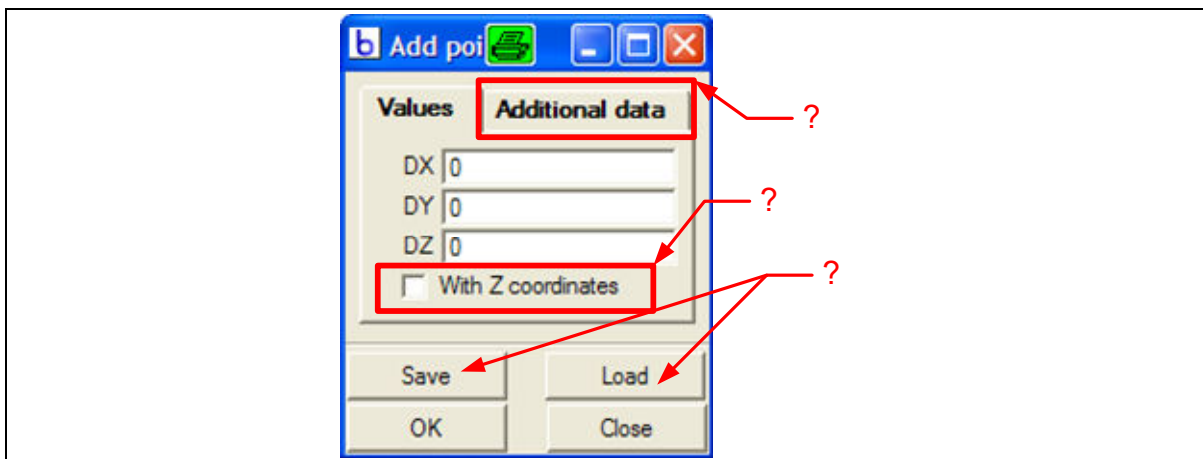 b Add poi
Values Additional data
?
DX 0
DY 0
?
DZ 0
With Z coordinates
?
Save Load
OK Close